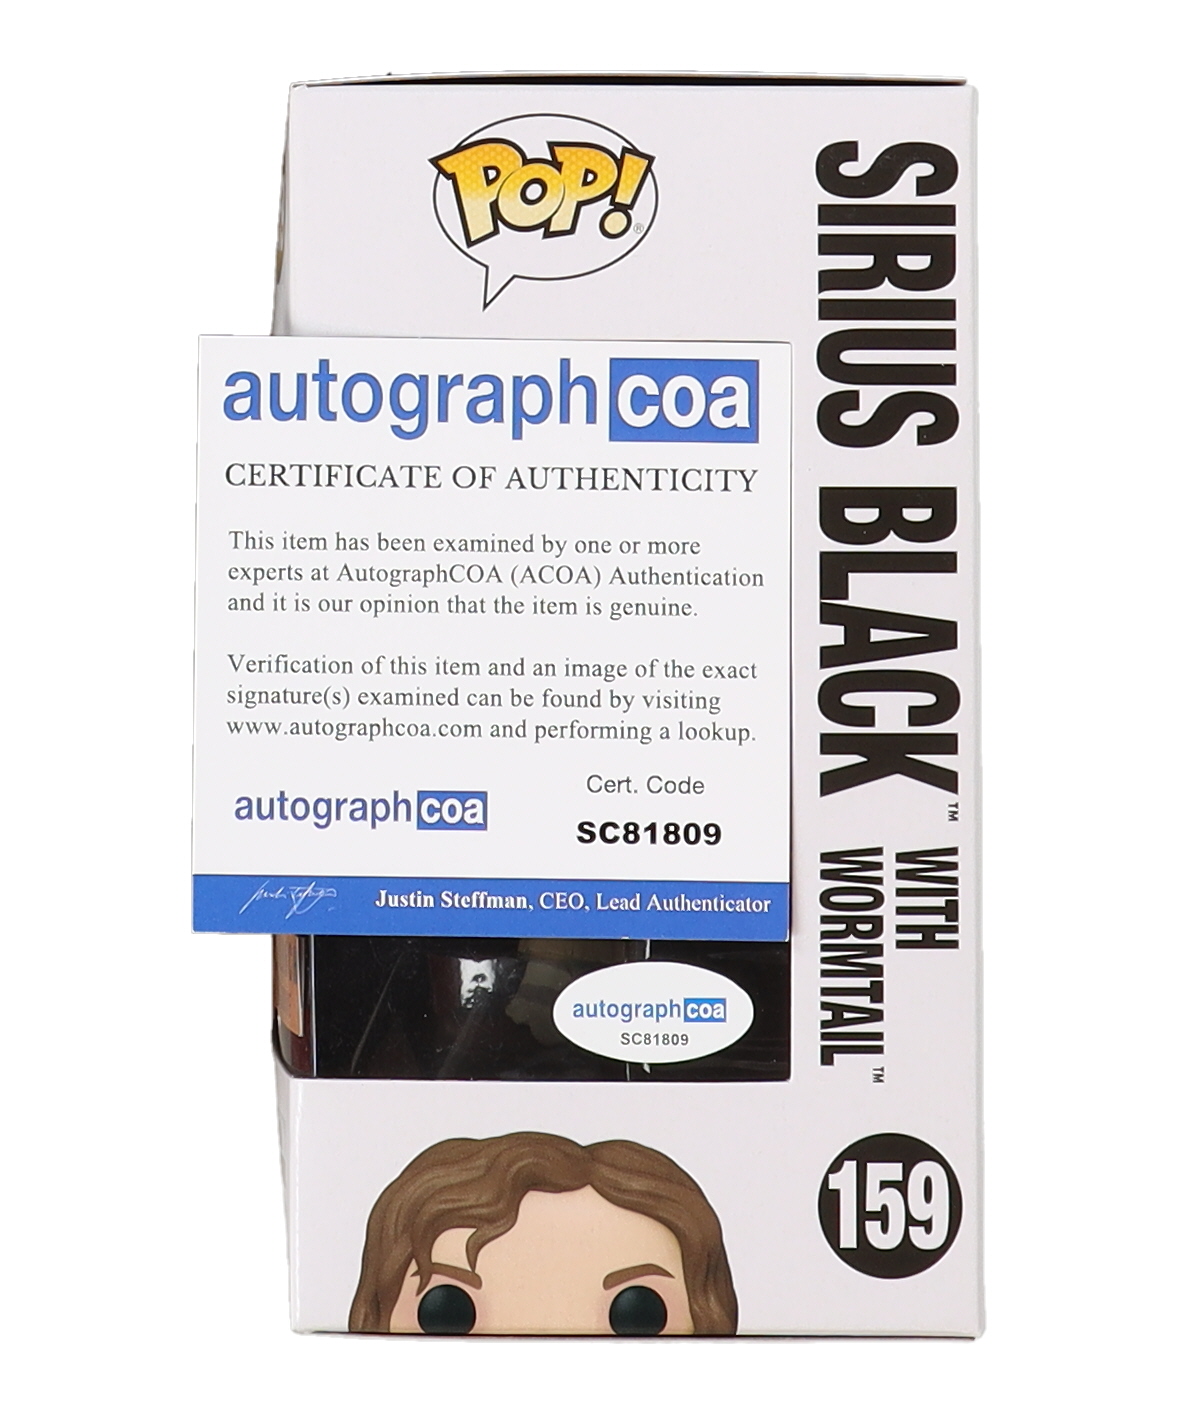 POP!
®
autographcoa
CERTIFICATE OF AUTHENTICITY
This item has been examined by one or more
experts at AutographCOA (ACOA) Authentication
and it is our opinion that the item is genuine.
Verification of this item and an image of the exact
signature(s) examined can be found by visiting
www.autographcoa.com and performing a lookup.
autographcoa
Cert. Code
SC81809
Justin Steffman, CEO, Lead Authenticator
autographcoa
SC81809
SIRIUS BLACK™
WITH
WORMTAIL™
159